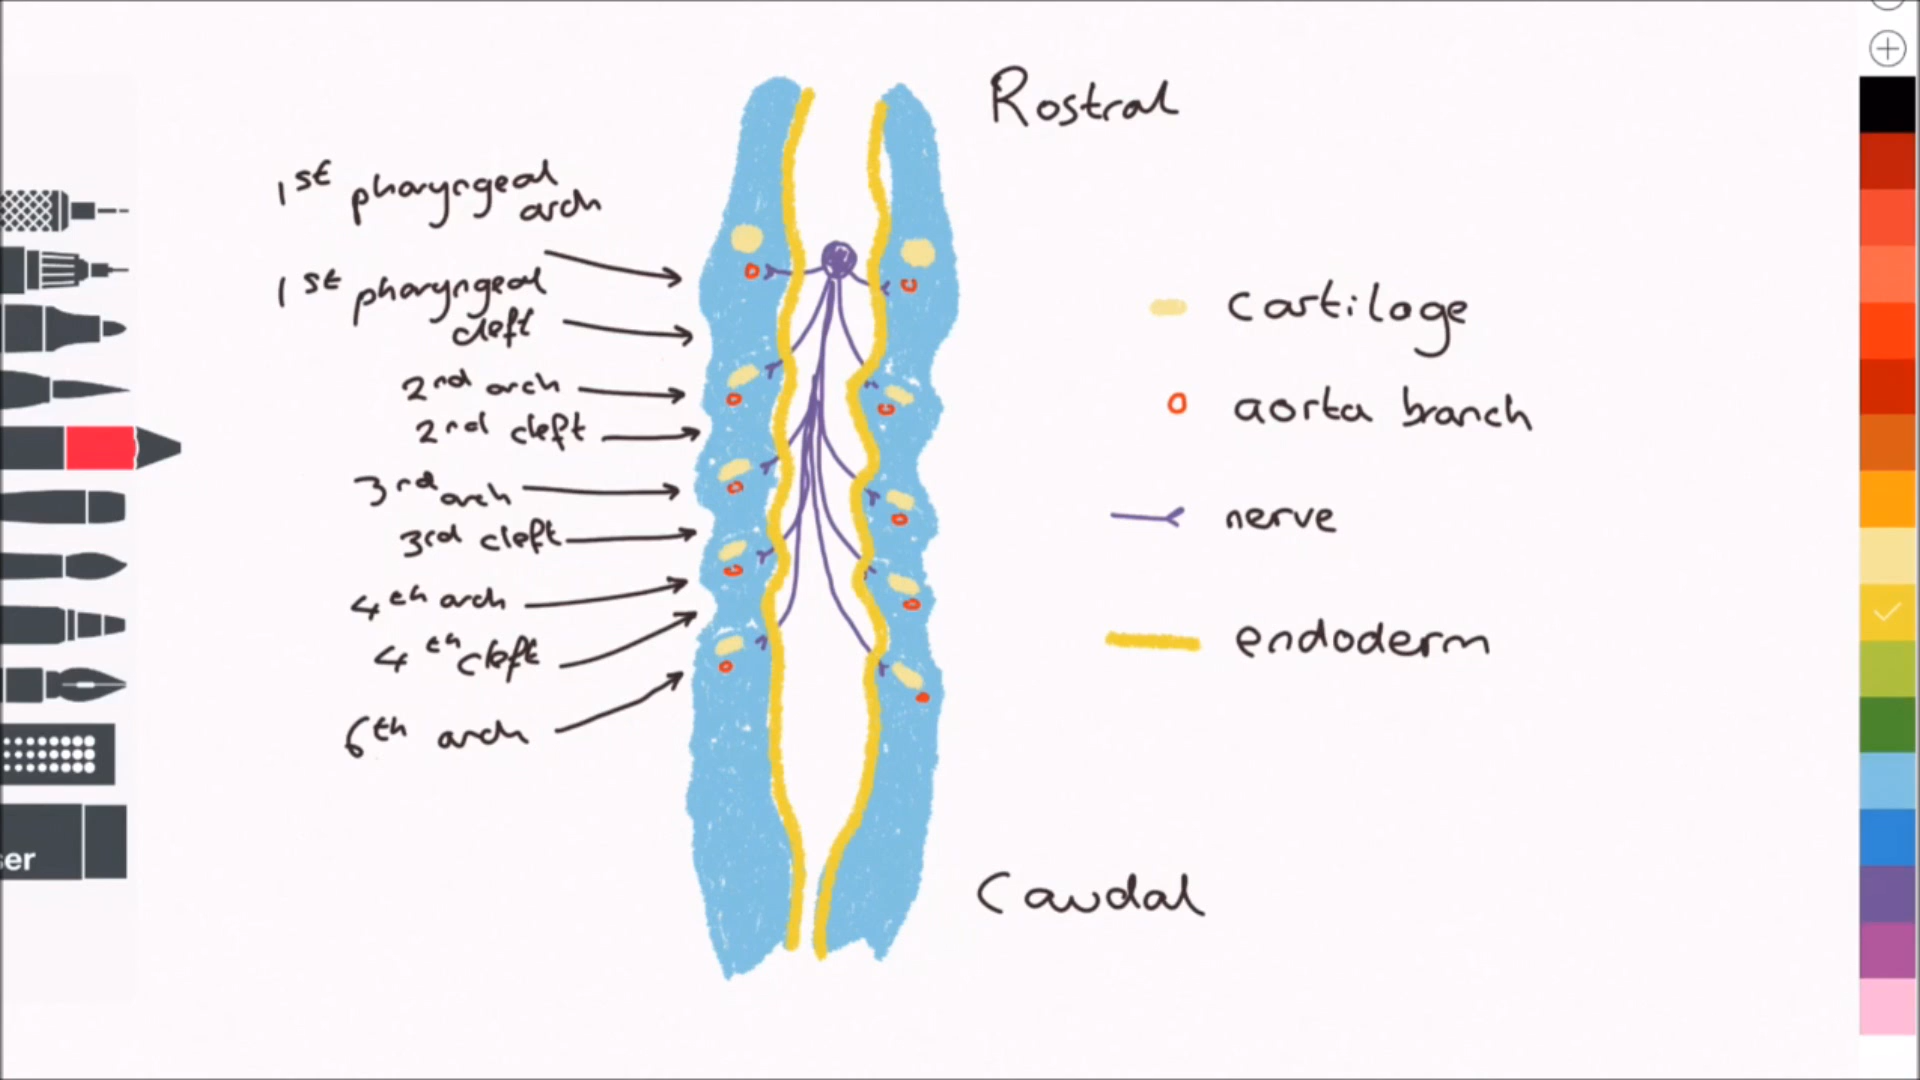 Rostral
1st pharyngeal
arch
1st pharyngeal
cleft
2nd arch
2nd cleft
3rd arch
3rd cleft
4th arch
4th cleft
6th arch
cartilage
aorta branch
nerve
endoderm
Caudal
ser